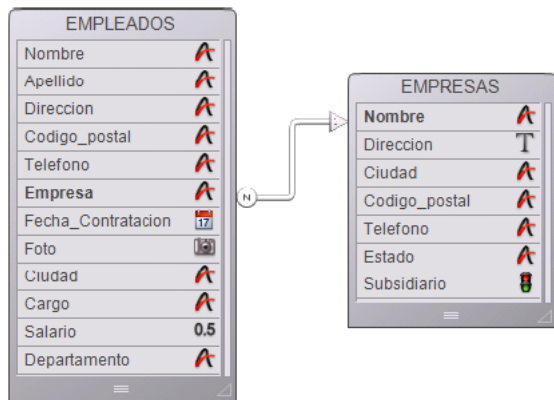 EMPLEADOS
Nombre
Apellido
Direccion
Codigo_postal
Telefono
Empresa
Fecha_Contratacion
17
Foto
Ciudad
Cargo
Salario 0.5
Departamento
N
EMPRESAS
Nombre
Direccion T
Ciudad
Codigo_postal
Telefono
Estado
Subsidiario